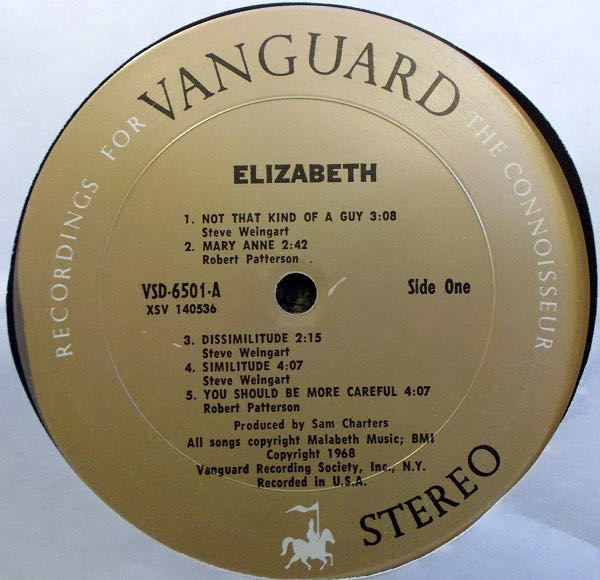 RECORDINGS FOR VANGUARD THE CONNOISSEUR
ELIZABETH
1. NOT THAT KIND OF A GUY 3:08
Steve Weingart
2. MARY ANNE 2:42
Robert Patterson
VSD-6501-A Side One
XSV 140536
3. DISSIMILITUDE 2:15
Steve Weingart
4. SIMILITUDE 4:07
Steve Weingart
5. YOU SHOULD BE MORE CAREFUL 4:07
Robert Patterson
Produced by Sam Charters
All songs copyright Malabeth Music; BMI
Copyright 1968
Vanguard Recording Society, Inc., N.Y.
Recorded in U.S.A.
STEREO